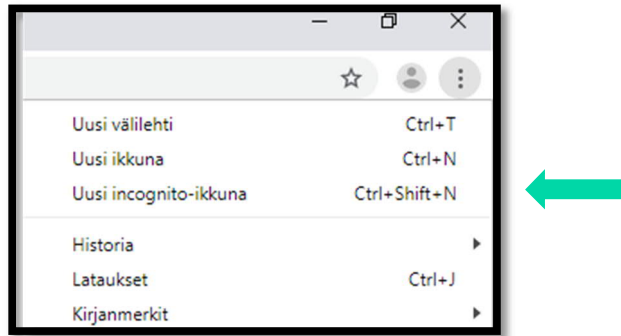 Uusi välilehti Ctrl+T
Uusi ikkuna Ctrl+N
Uusi incognito-ikkuna Ctrl+Shift+N
Historia
Lataukset Ctrl+J
Kirjanmerkit